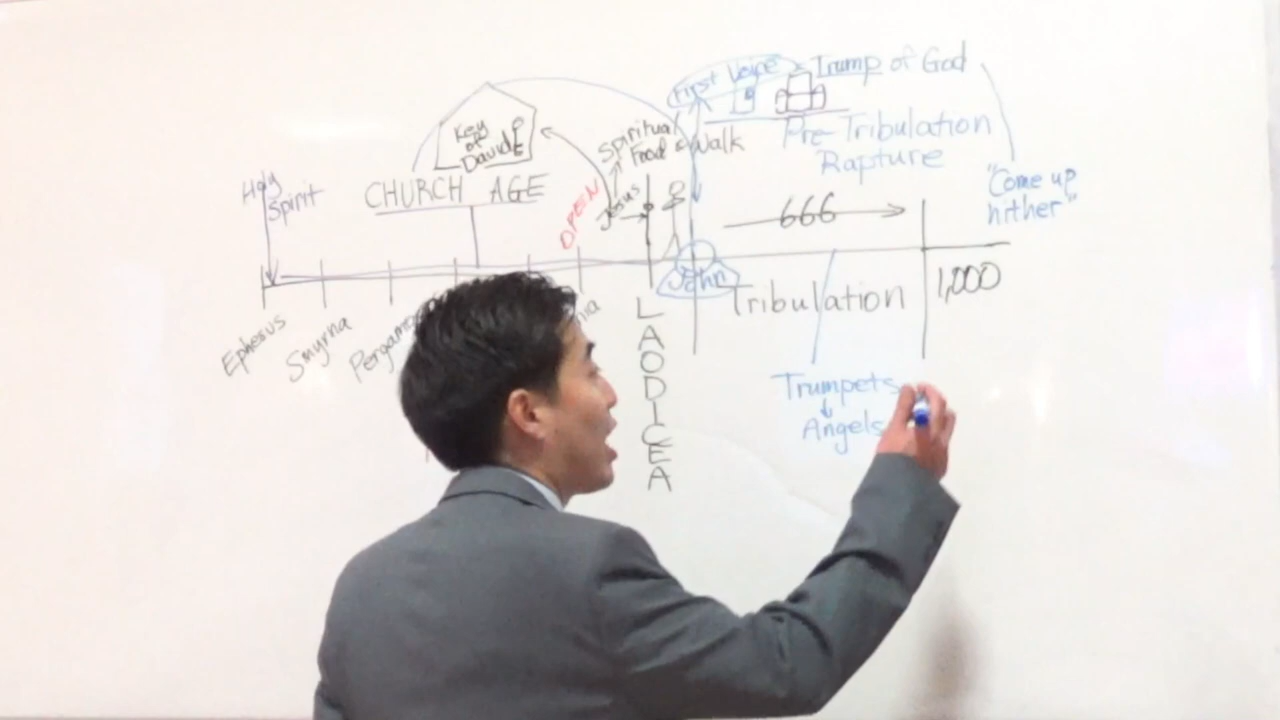 First Voice
Trump of God
Pre-Tribulation
Rapture
"Come up
hither"
Key
of
David
Spiritual
Food & Walk
Holy
Spirit
CHURCH AGE
OPEN
Jesus
666
John
Tribulation
1,000
Ephesus
Smyrna
LAODICEA
Trumpets
Angels